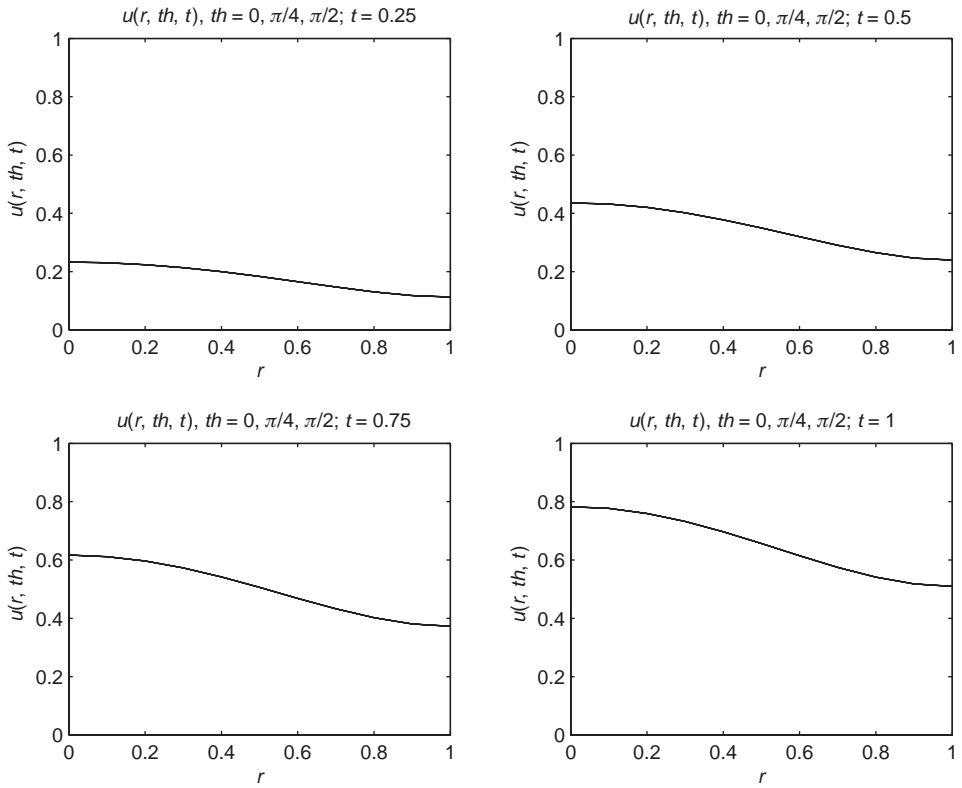 u(r, th, t), th = 0, π/4, π/2; t = 0.25
1
0.8
0.6
0.4
0.2
0
u(r, th, t)
0 0.2 0.4 0.6 0.8 1
r
u(r, th, t), th = 0, π/4, π/2; t = 0.5
1
0.8
0.6
0.4
0.2
0
u(r, th, t)
0 0.2 0.4 0.6 0.8 1
r
u(r, th, t), th = 0, π/4, π/2; t = 0.75
1
0.8
0.6
0.4
0.2
0
u(r, th, t)
0 0.2 0.4 0.6 0.8 1
r
u(r, th, t), th = 0, π/4, π/2; t = 1
1
0.8
0.6
0.4
0.2
0
u(r, th, t)
0 0.2 0.4 0.6 0.8 1
r